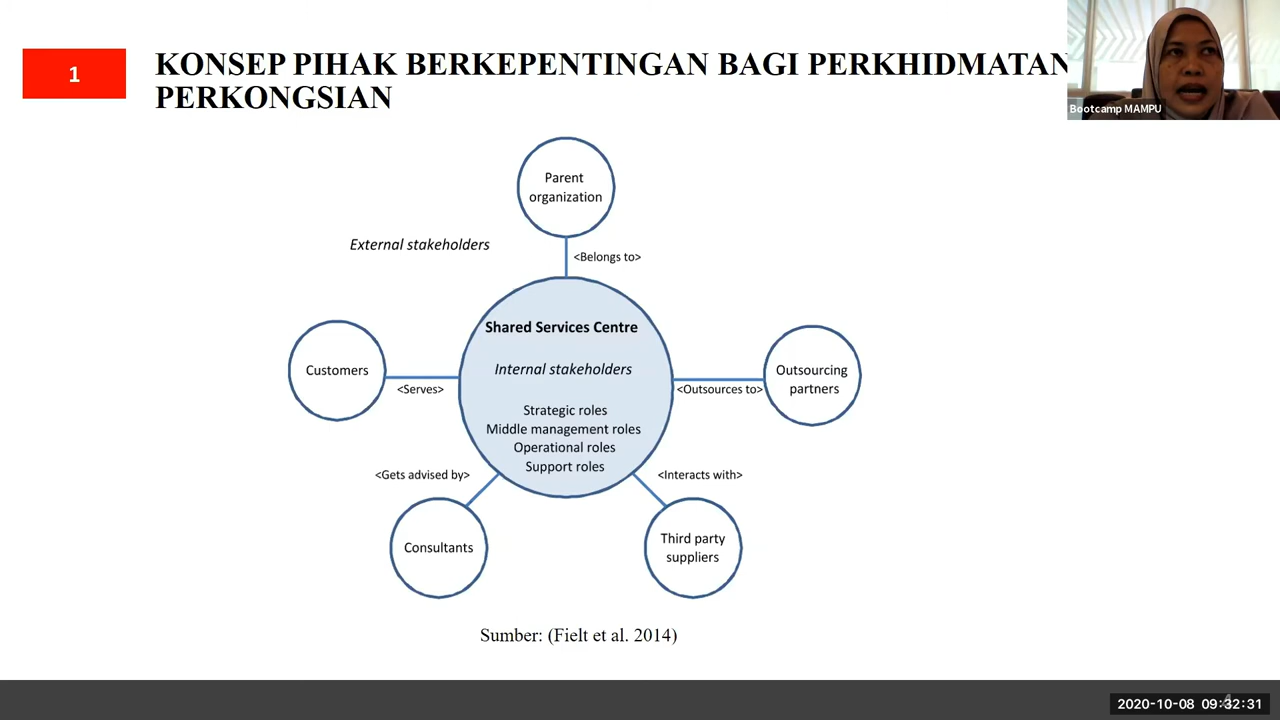 1
KONSEP PIHAK BERKEPENTINGAN BAGI PERKHIDMATAN
PERKONGSIAN
Bootcamp MAMPU
Parent
organization
External stakeholders
<Belongs to>
Shared Services Centre
Internal stakeholders
Strategic roles
Middle management roles
Operational roles
Support roles
Customers
<Serves>
<Outsources to>
Outsourcing
partners
<Gets advised by>
<Interacts with>
Consultants
Third party
suppliers
Sumber: (Fielt et al. 2014)
2020-10-08 09:32:31